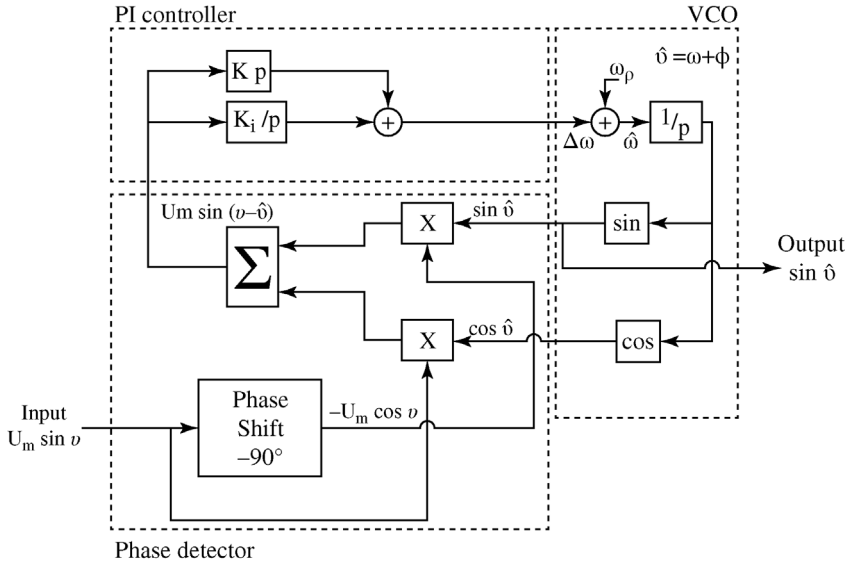 PI controller
VCO
K p
K_i /p
+
ω_ρ
+
Δω
ω̂
1/p
υ̂ =ω+ϕ
Um sin (υ–υ̂)
Σ
X
sin υ̂
sin
Output
sin υ̂
X
cos υ̂
cos
Input
U_m sin υ
Phase
Shift
–90°
–U_m cos υ
Phase detector